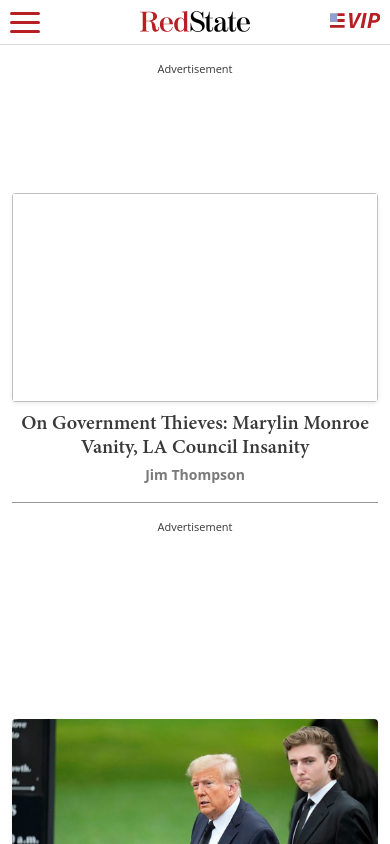 RedState
VIP
Advertisement
On Government Thieves: Marylin Monroe
Vanity, LA Council Insanity
Jim Thompson
Advertisement
a.m.